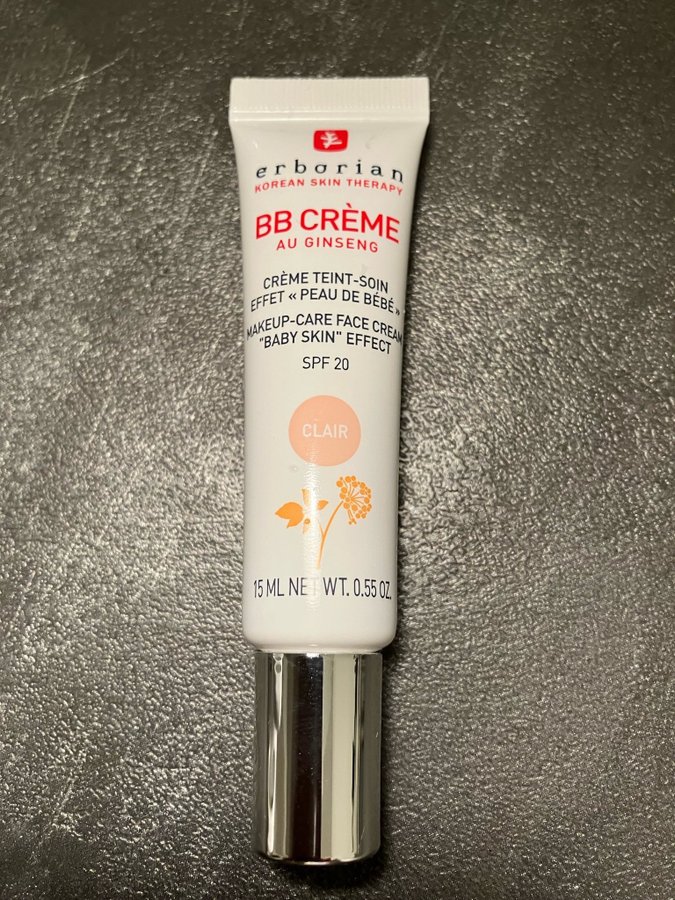 erborian
KOREAN SKIN THERAPY
BB CRÈME
AU GINSENG
CRÈME TEINT-SOIN
EFFET « PEAU DE BÉBÉ »
MAKEUP-CARE FACE CREAM
"BABY SKIN" EFFECT
SPF 20
CLAIR
15 ML NET WT. 0.55 OZ.